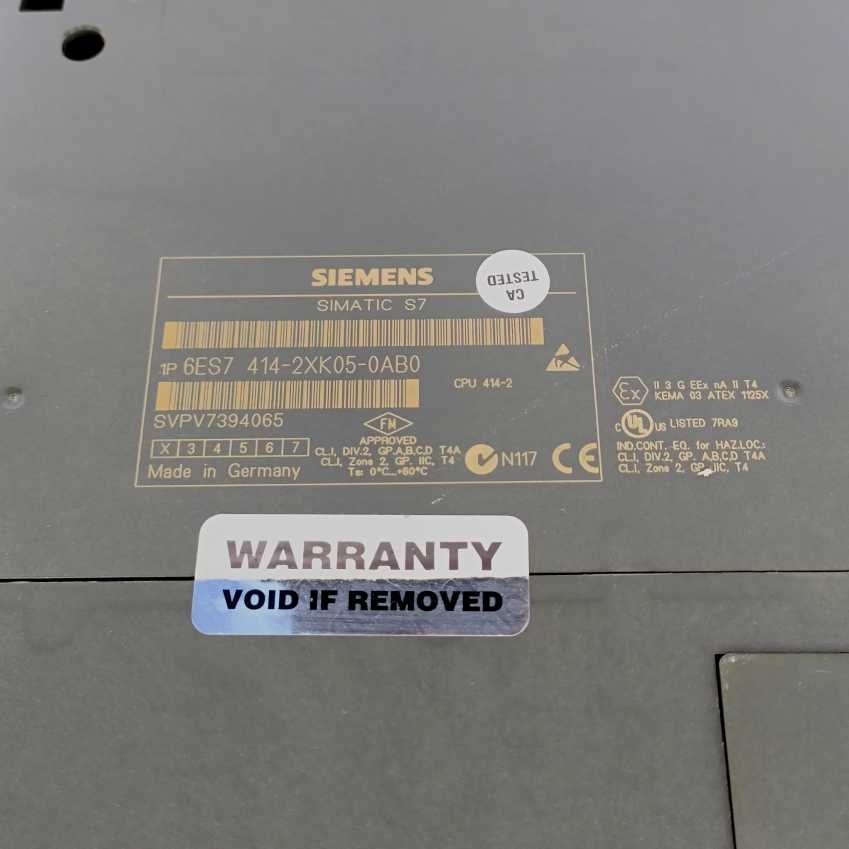 SIEMENS
CA
TESTED
SIMATIC S7
1P 6ES7 414-2XK05-0AB0
CPU 414-2
SVPV7394065
X 3 4 5 6 7
Made in Germany
FM
APPROVED
CL.I, DIV.2, GP.A,B,C,D T4A
CL.I, Zone 2, GP. IIC, T4
Ta: 0°C...+60°C
N117
CE
Ex
II 3 G EEx nA II T4
KEMA 03 ATEX 1125X
C UL US LISTED 7RA9
IND.CONT.-EQ. for HAZ.LOC.:
CL.I, DIV.2, GP. A,B,C,D T4A
CL.I, Zone 2, GP. IIC, T4
WARRANTY
VOID IF REMOVED